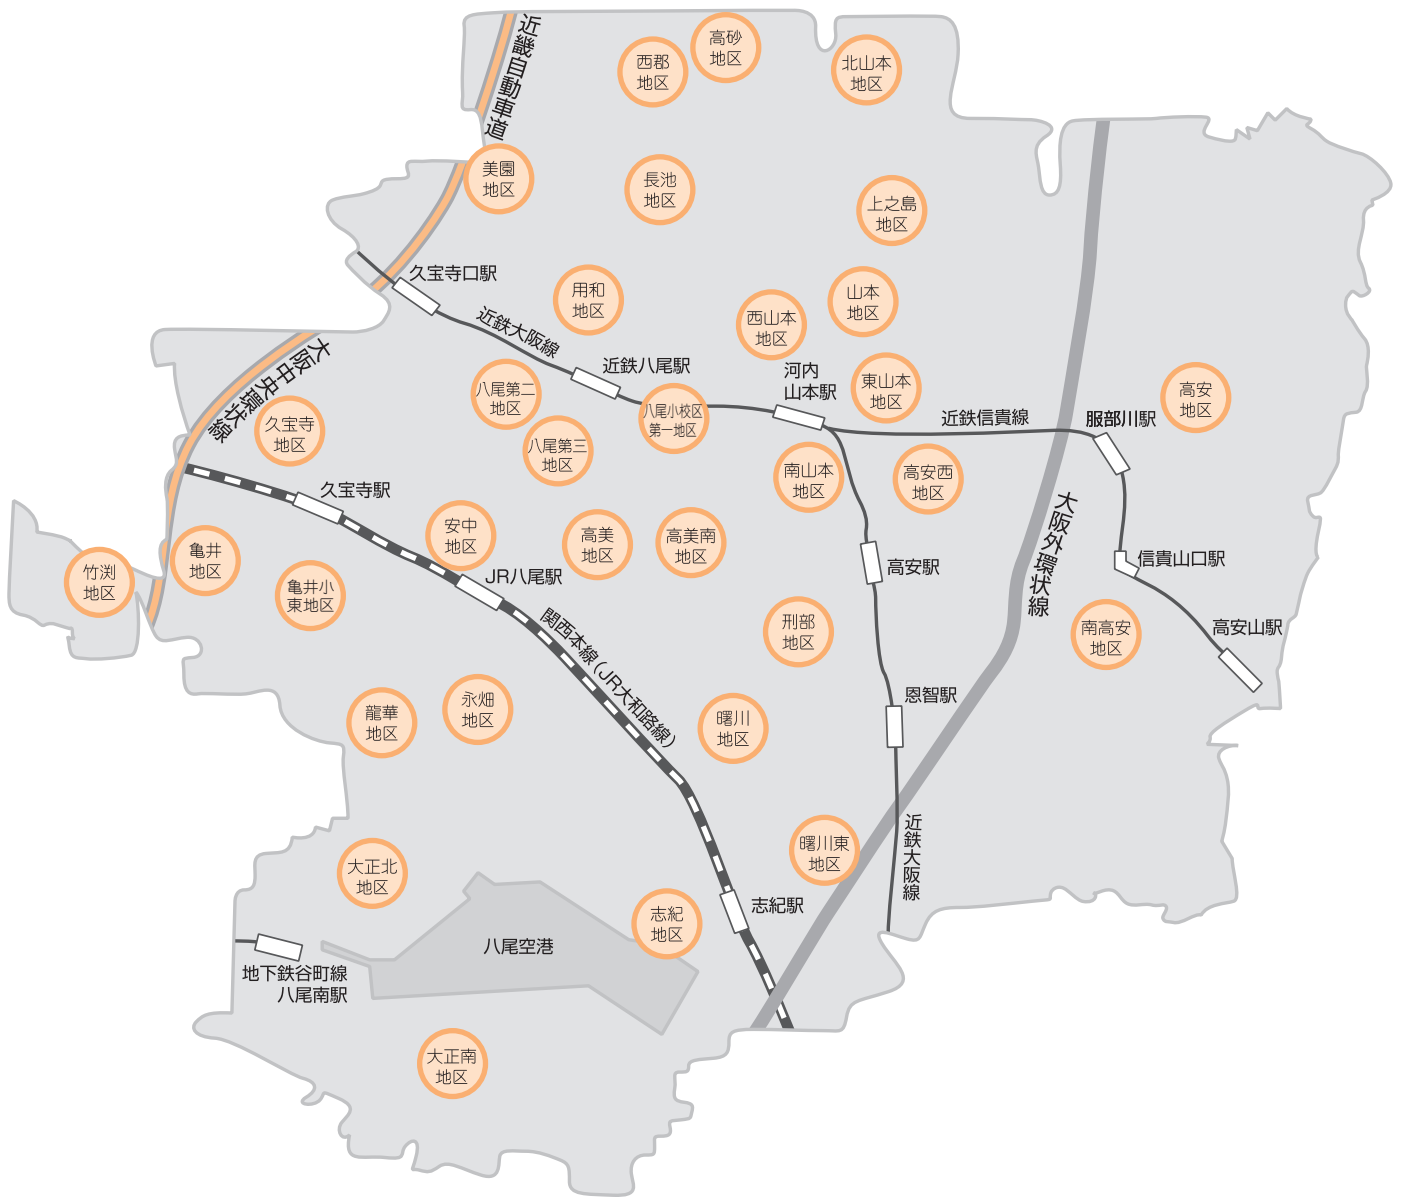 近畿自動車道
高砂
地区
西郡
地区
北山本
地区
美園
地区
長池
地区
上之島
地区
久宝寺口駅
用和
地区
山本
地区
西山本
地区
近鉄大阪線
大阪中央環状線
近鉄八尾駅
河内
山本駅
東山本
地区
高安
地区
八尾第二
地区
八尾小校区
第一地区
近鉄信貴線
服部川駅
久宝寺
地区
八尾第三
地区
南山本
地区
高安西
地区
久宝寺駅
大阪外環状線
安中
地区
高美
地区
高美南
地区
亀井
地区
竹渕
地区
亀井小
東地区
JR八尾駅
高安駅
信貴山口駅
関西本線(JR大和路線)
刑部
地区
南高安
地区
高安山駅
恩智駅
龍華
地区
永畑
地区
曙川
地区
大正北
地区
曙川東
地区
近鉄大阪線
志紀
地区
志紀駅
八尾空港
地下鉄谷町線
八尾南駅
大正南
地区